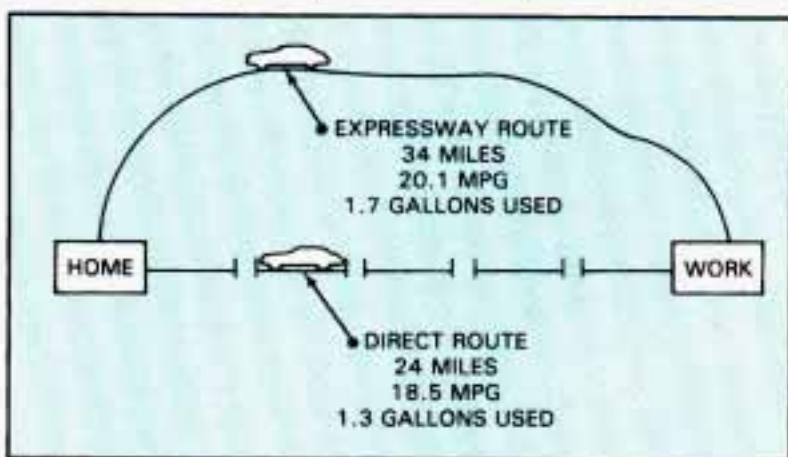 EXPRESSWAY ROUTE
34 MILES
20.1 MPG
1.7 GALLONS USED
HOME
WORK
DIRECT ROUTE
24 MILES
18.5 MPG
1.3 GALLONS USED